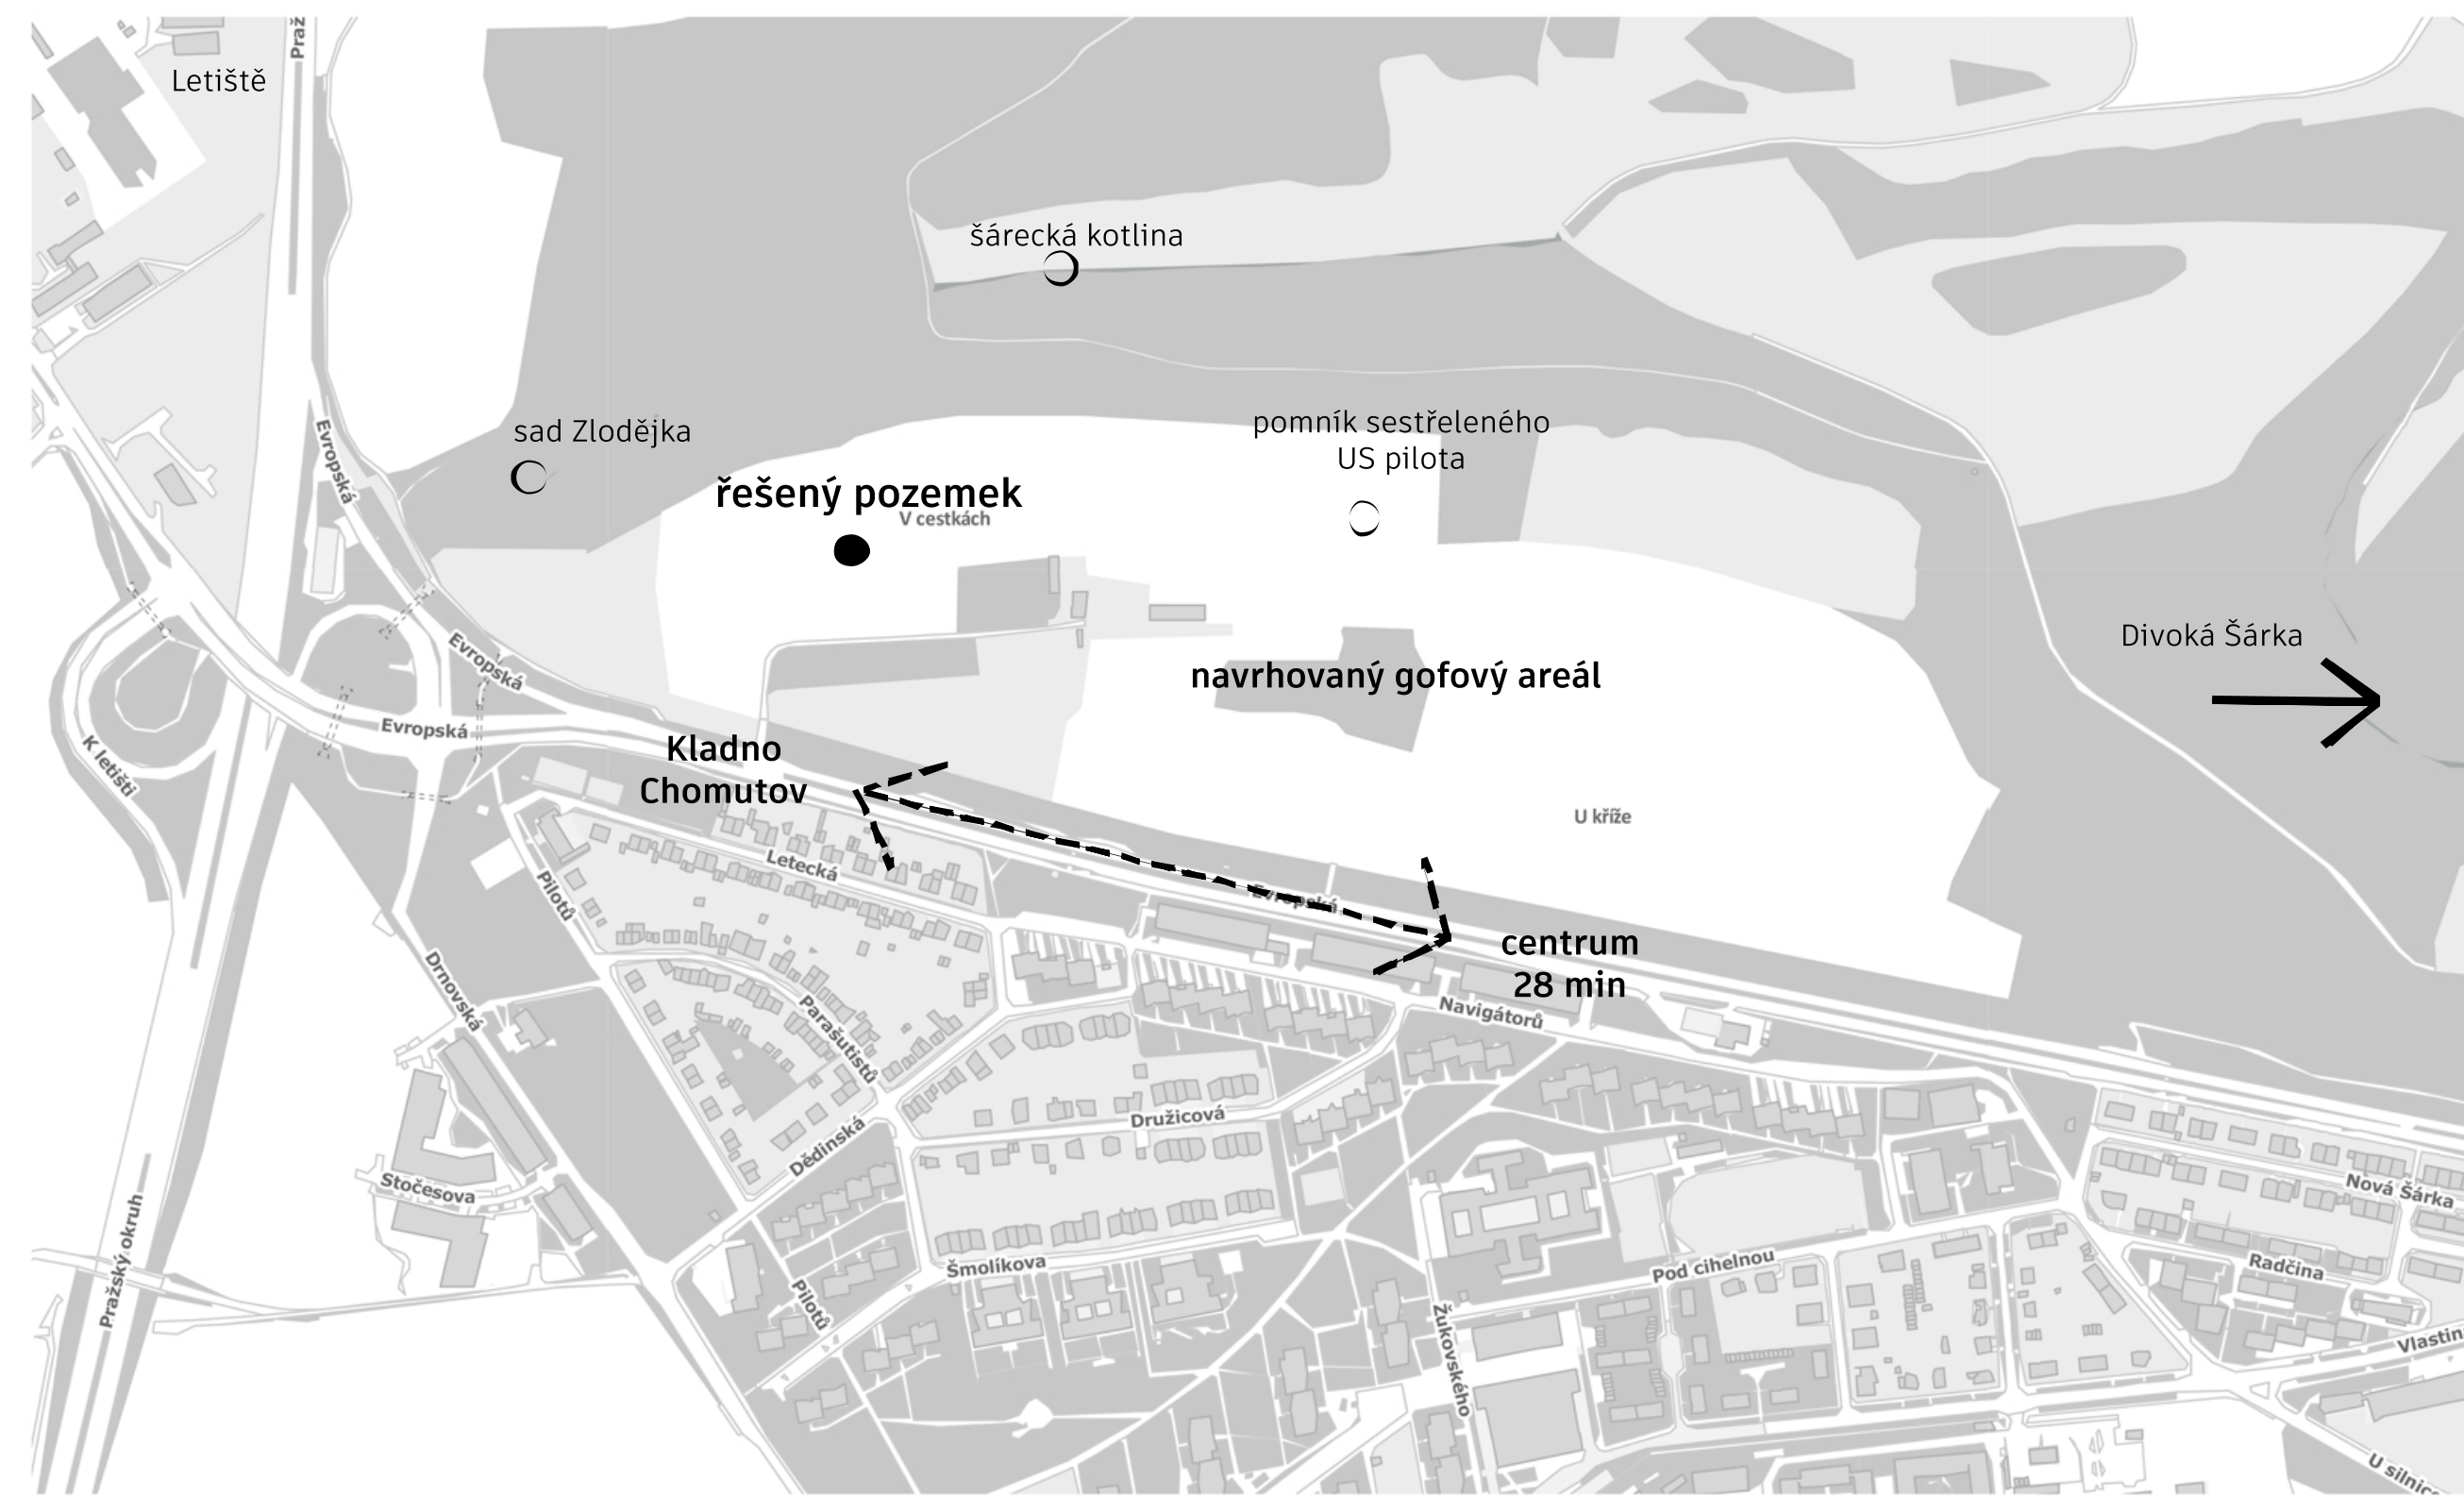 Praž
Letiště
šárecká kotlina
sad Zlodějka
pomník sestřeleného
US pilota
Evropská
řešený pozemek
V cestkách
Divoká Šárka
Evropská
navrhovaný gofový areál
Evropská
K letišti
Kladno
Chomutov
U kříže
Letecká
Pilotů
Evropská
centrum
28 min
Drnovská
Navigátorů
Parašutistů
Družicová
Dědinská
Stočesova
Nová Šárka
Pražský okruh
Šmolíkova
Pod cihelnou
Radčina
Pilotů
Žukovského
Vlastin
U silnice